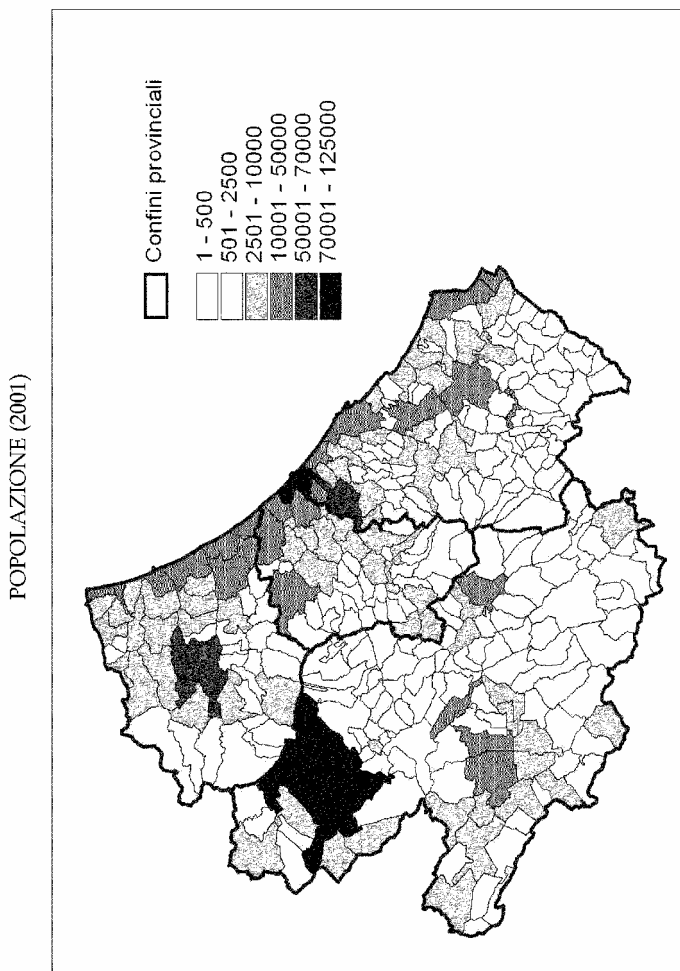 POPOLAZIONE (2001)
Confini provinciali
1 - 500
501 - 2500
2501 - 10000
10001 - 50000
50001 - 70000
70001 - 125000